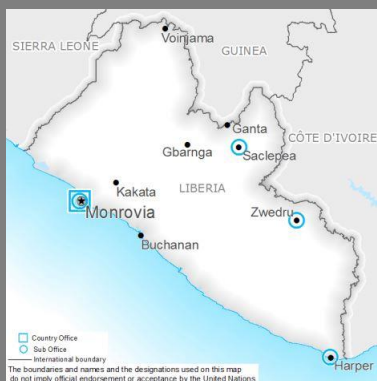 Voinjama
SIERRA LEONE
GUINEA
Ganta
CÔTE D'IVOIRE
Gbarnga
Saclepea
Kakata
LIBERIA
Monrovia
Zwedru
Buchanan
Country Office
Sub Office
International boundary
Harper
The boundaries and names and the designations used on this map
do not imply official endorsement or acceptance by the United Nations